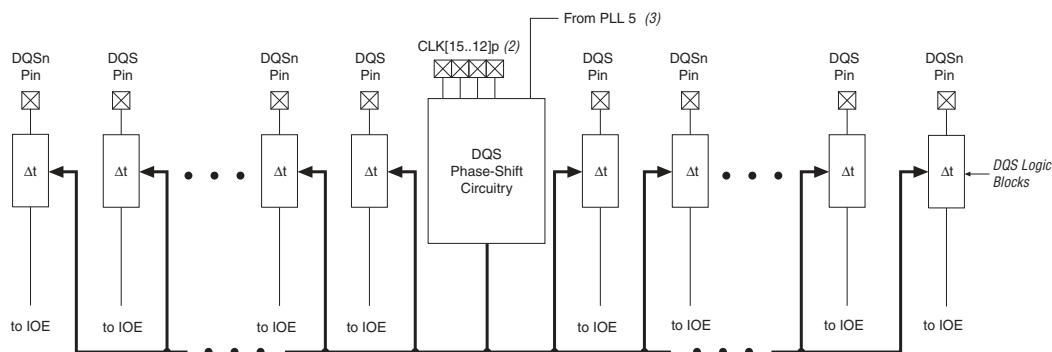 From PLL 5 (3)
CLK[15..12]p (2)
DQSn
Pin
DQS
Pin
DQSn
Pin
DQS
Pin
DQS
Pin
DQSn
Pin
DQS
Pin
DQSn
Pin
Δt
Δt
Δt
Δt
DQS
Phase-Shift
Circuitry
Δt
Δt
Δt
Δt
DQS Logic
Blocks
to IOE
to IOE
to IOE
to IOE
to IOE
to IOE
to IOE
to IOE